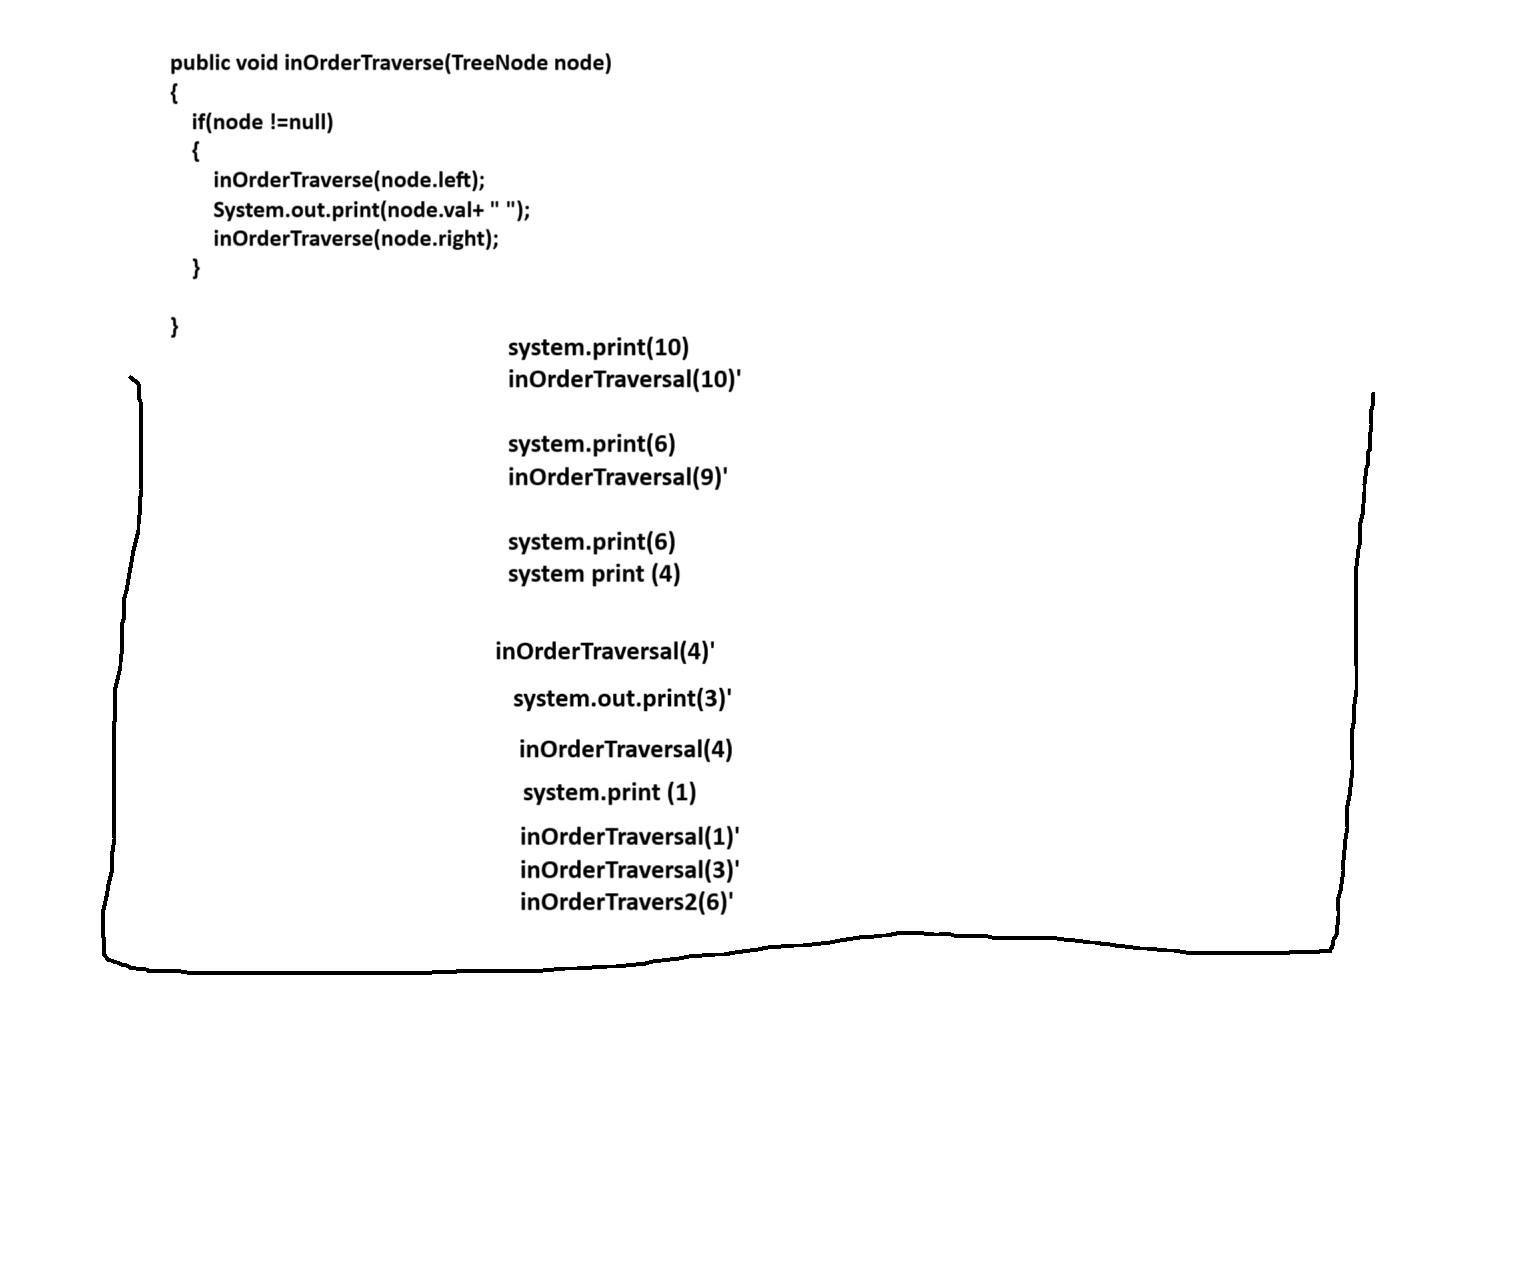 public void inOrderTraverse(TreeNode node)
{
if(node !=null)
{
inOrderTraverse(node.left);
System.out.print(node.val+ " ");
inOrderTraverse(node.right);
}
}
system.print(10)
inOrderTraversal(10)'
system.print(6)
inOrderTraversal(9)'
system.print(6)
system print (4)
inOrderTraversal(4)'
system.out.print(3)'
inOrderTraversal(4)
system.print (1)
inOrderTraversal(1)'
inOrderTraversal(3)'
inOrderTravers2(6)'